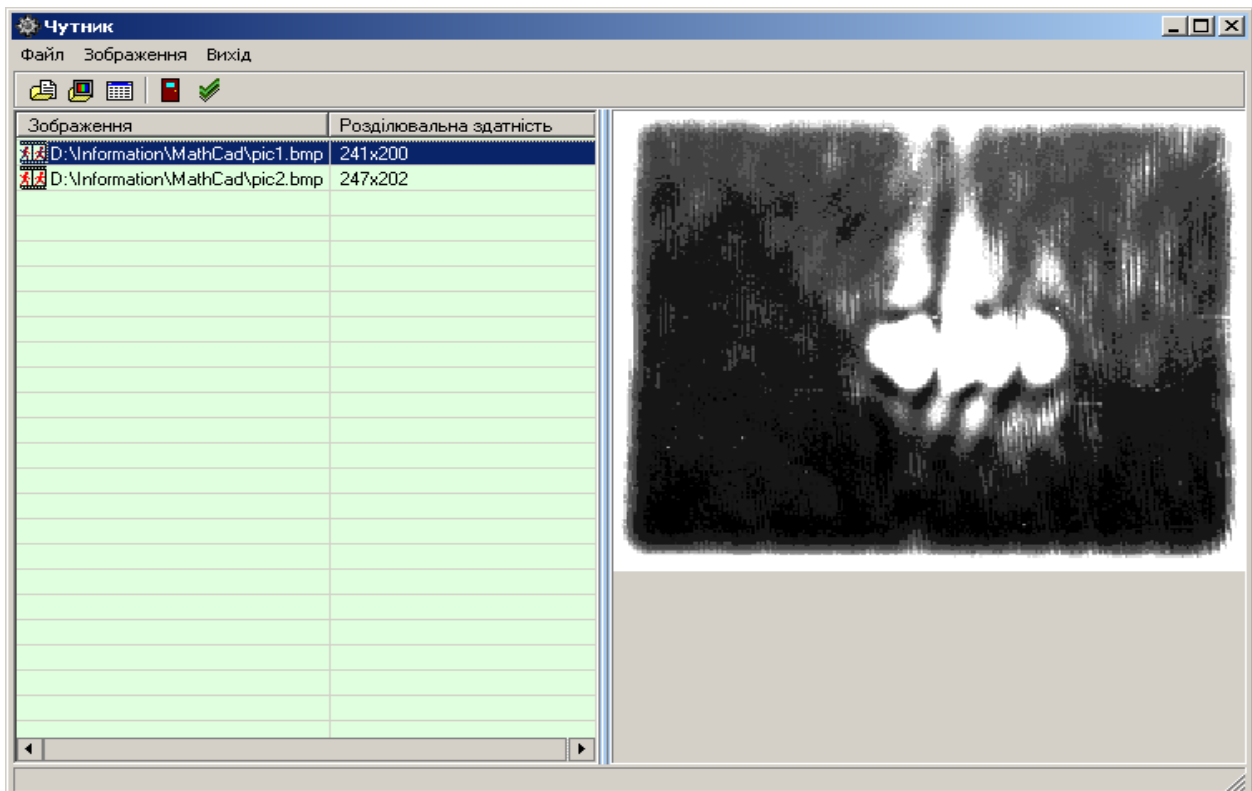 Чутник
Файл Зображення Вихід
Зображення Розділювальна здатність
D:\Information\MathCad\pic1.bmp 241x200
D:\Information\MathCad\pic2.bmp 247x202